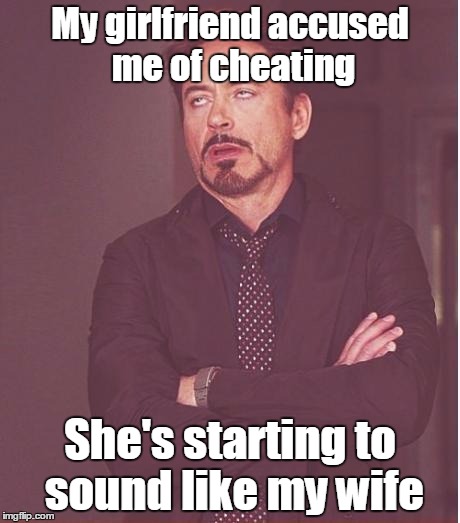 My girlfriend accused
me of cheating
She's starting to
sound like my wife
imgflip.com